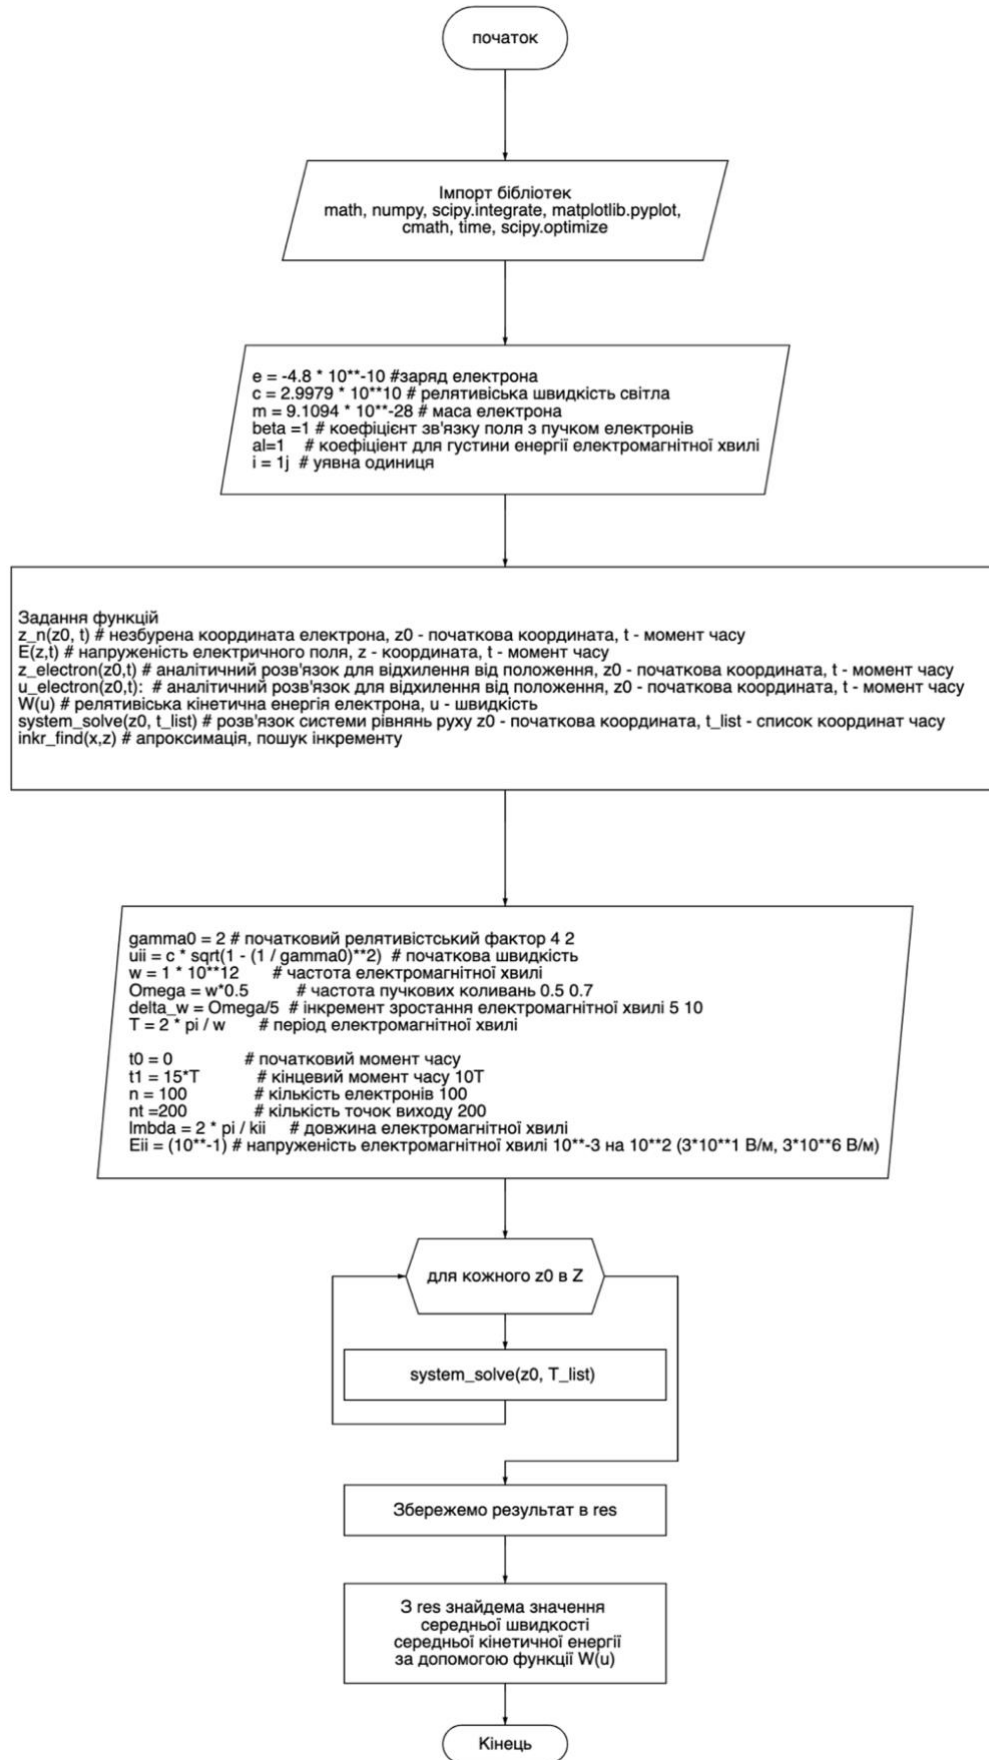 початок
Імпорт бібліотек
math, numpy, scipy.integrate, matplotlib.pyplot,
cmath, time, scipy.optimize
e = -4.8 * 10**-10 #заряд електрона
c = 2.9979 * 10**10 # релятивіська швидкість світла
m = 9.1094 * 10**-28 # маса електрона
beta =1 # коефіцієнт зв'язку поля з пучком електронів
al=1 # коефіціент для густини енергії електромагнітної хвилі
i = 1j # уявна одиниця
Задання функцій
z_n(z0, t) # незбурена координата електрона, z0 - початкова координата, t - момент часу
E(z,t) # напруженість електричного поля, z - координата, t - момент часу
z_electron(z0,t) # аналітичний розв'язок для відхилення від положення, z0 - початкова координата, t - момент часу
u_electron(z0,t): # аналітичний розв'язок для відхилення від положення, z0 - початкова координата, t - момент часу
W(u) # релятивіська кінетична енергія електрона, u - швидкість
system_solve(z0, t_list) # розв'язок системи рівнянь руху z0 - початкова координата, t_list - список координат часу
inkr_find(x,z) # апроксимація, пошук інкременту
gamma0 = 2 # початковий релятивістський фактор 4 2
uii = c * sqrt(1 - (1 / gamma0)**2) # початкова швидкість
w = 1 * 10**12 # частота електромагнітної хвилі
Omega = w*0.5 # частота пучкових коливань 0.5 0.7
delta_w = Omega/5 # інкремент зростання електромагнітної хвилі 5 10
T = 2 * pi / w # період електромагнітної хвилі
t0 = 0 # початковий момент часу
t1 = 15*T # кінцевий момент часу 10T
n = 100 # кількість електронів 100
nt =200 # кількість точок виходу 200
lmbda = 2 * pi / kii # довжина електромагнітної хвилі
Eii = (10**-1) # напруженість електромагнітної хвилі 10**-3 на 10**2 (3*10**1 В/м, 3*10**6 В/м)
для кожного z0 в Z
system_solve(z0, T_list)
Збережемо результат в res
З res знайдема значення
середньої швидкості
середньої кінетичної енергії
за допомогою функції W(u)
Кінець